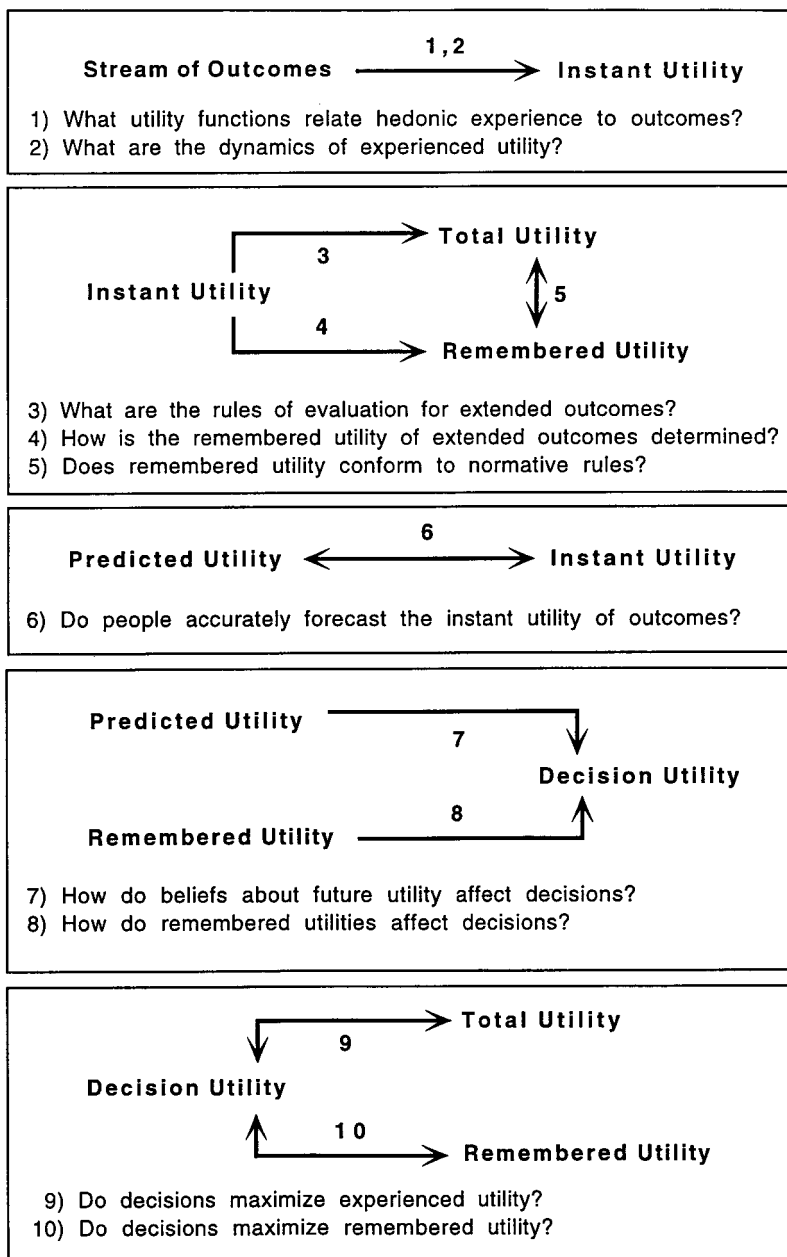 1,2
Stream of Outcomes Instant Utility
1) What utility functions relate hedonic experience to outcomes?
2) What are the dynamics of experienced utility?
Total Utility
3
Instant Utility
5
4
Remembered Utility
3) What are the rules of evaluation for extended outcomes?
4) How is the remembered utility of extended outcomes determined?
5) Does remembered utility conform to normative rules?
6
Predicted Utility Instant Utility
6) Do people accurately forecast the instant utility of outcomes?
Predicted Utility
7
Decision Utility
8
Remembered Utility
7) How do beliefs about future utility affect decisions?
8) How do remembered utilities affect decisions?
Total Utility
9
Decision Utility
10
Remembered Utility
9) Do decisions maximize experienced utility?
10) Do decisions maximize remembered utility?